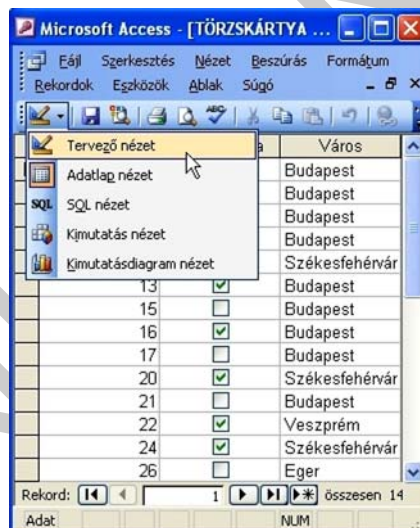 Microsoft Access - [TÖRZSKÁRTYA ...
Fájl Szerkesztés Nézet Beszúrás Formátum
Rekordok Eszközök Ablak Súgó
a Város
Tervező nézet
Adatlap nézet
SQL SQL nézet
Kimutatás nézet
Kimutatásdiagram nézet
Budapest
Budapest
Budapest
Budapest
Székesfehérvár
13 Budapest
15 Budapest
16 Budapest
17 Budapest
20 Székesfehérvár
21 Budapest
22 Veszprém
24 Székesfehérvár
26 Eger
Rekord: 1 összesen 14
Adat NUM